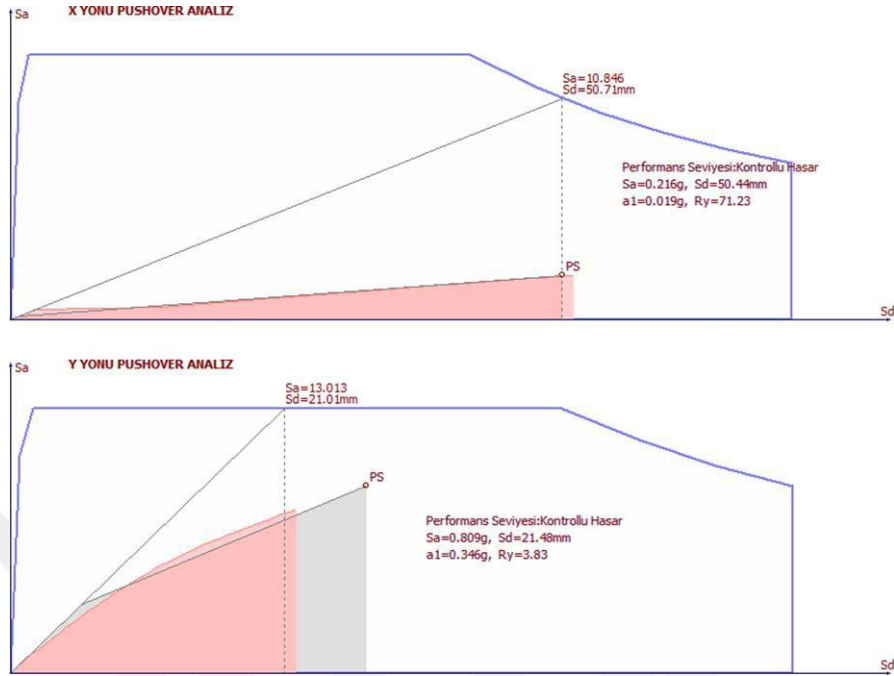 Sa
X YONU PUSHOVER ANALIZ
Sa=10.846
Sd=50.71mm
Performans Seviyesi:Kontrollu Hasar
Sa=0.216g, Sd=50.44mm
a1=0.019g, Ry=71.23
PS
Sd
Sa
Y YONU PUSHOVER ANALIZ
Sa=13.013
Sd=21.01mm
PS
Performans Seviyesi:Kontrollu Hasar
Sa=0.809g, Sd=21.48mm
a1=0.346g, Ry=3.83
Sd